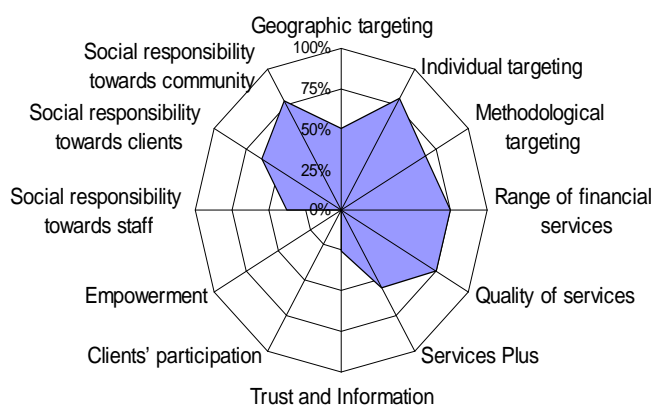 Geographic targeting
100%
Social responsibility
towards community
Individual targeting
75%
Social responsibility
towards clients
Methodological
targeting
50%
25%
Social responsibility
towards staff
0%
Range of financial
services
Empowerment
Quality of services
Clients' participation
Services Plus
Trust and Information